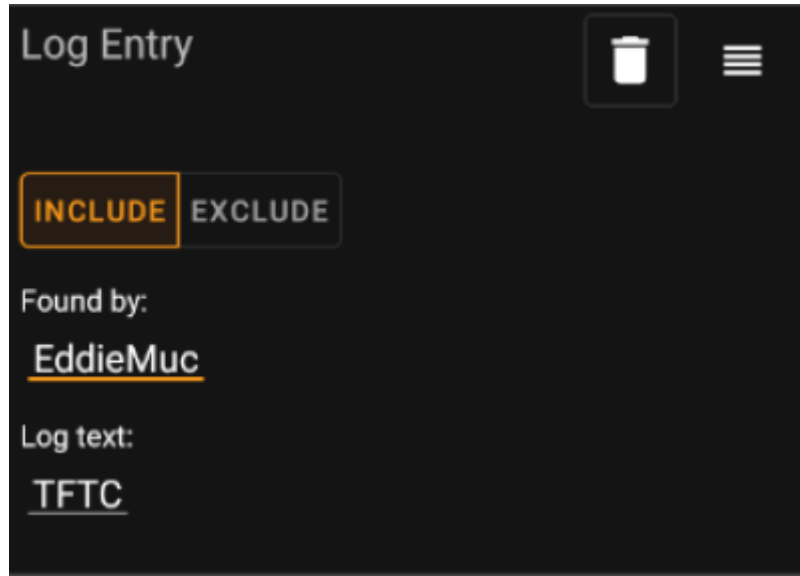 Log Entry
INCLUDE EXCLUDE
Found by:
EddieMuc
Log text:
TFTC